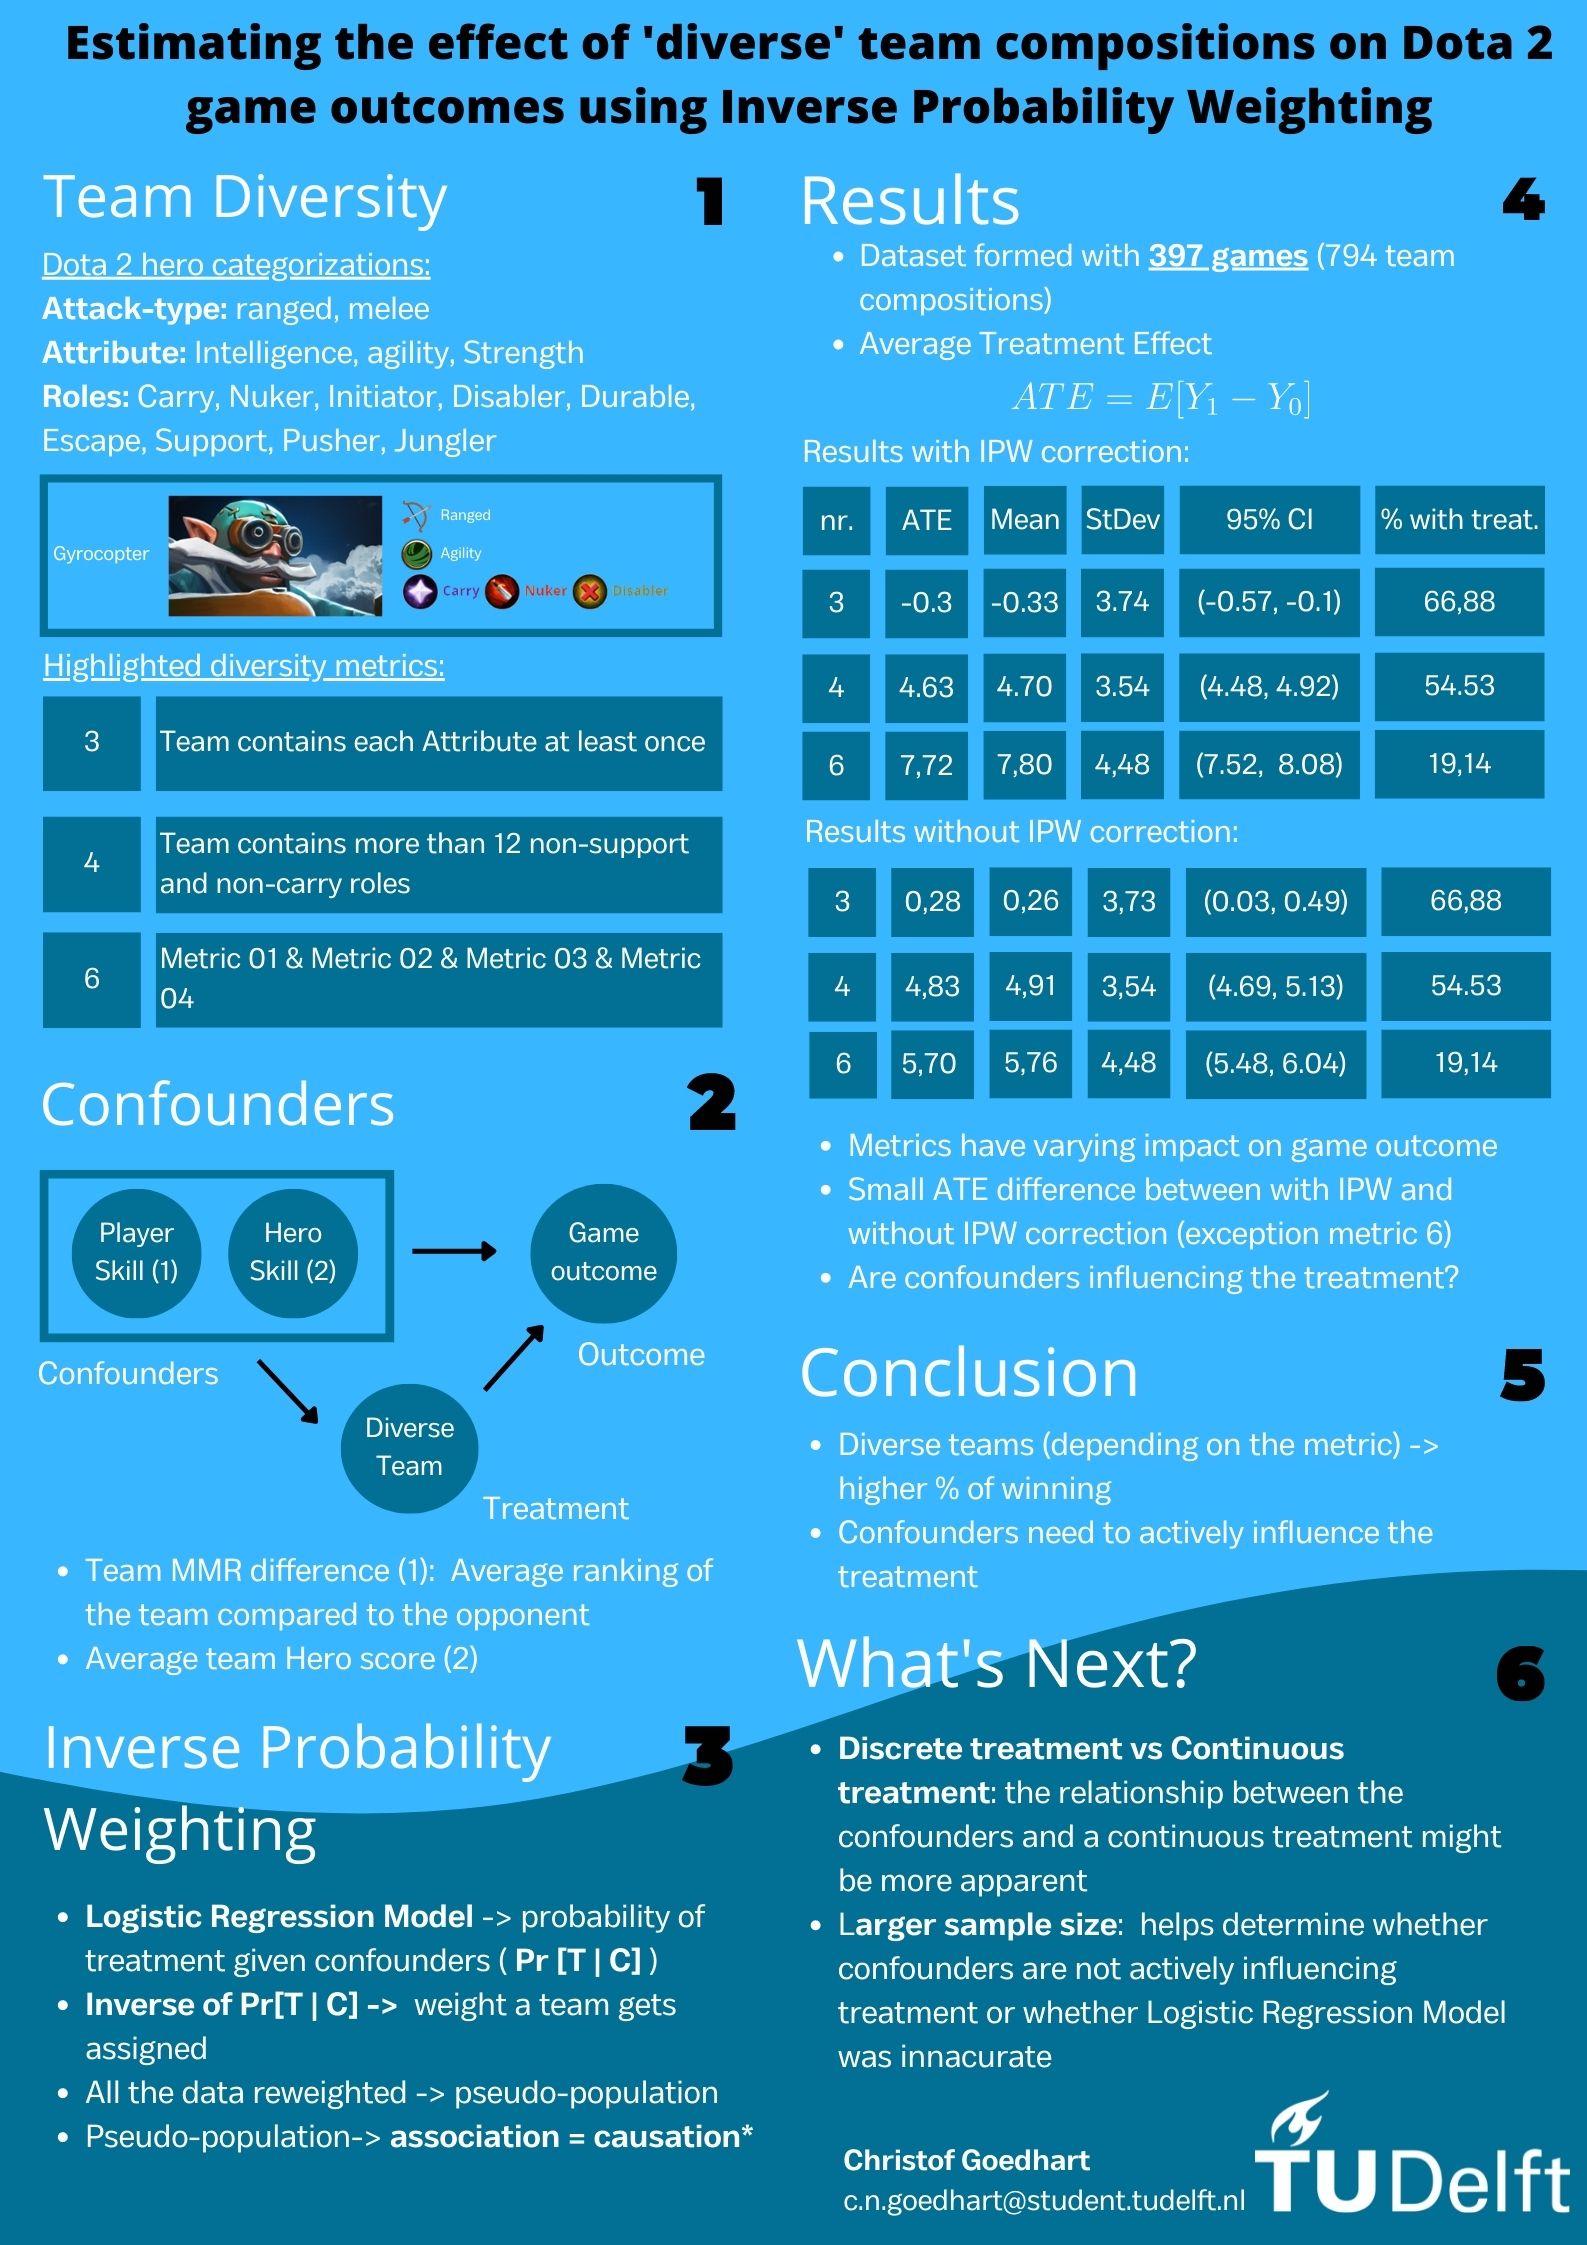 Estimating the effect of 'diverse' team compositions on Dota 2
game outcomes using Inverse Probability Weighting
Team Diversity
1
Dota 2 hero categorizations:
Attack-type: ranged, melee
Attribute: Intelligence, agility, Strength
Roles: Carry, Nuker, Initiator, Disabler, Durable,
Escape, Support, Pusher, Jungler
Gyrocopter
Ranged
Agility
Carry Nuker Disabler
Highlighted diversity metrics:
3 Team contains each Attribute at least once
4 Team contains more than 12 non-support
and non-carry roles
6 Metric 01 & Metric 02 & Metric 03 & Metric
04
Confounders
2
Player
Skill (1)
Hero
Skill (2)
Game
outcome
Confounders
Outcome
Diverse
Team
Treatment
• Team MMR difference (1):  Average ranking of
the team compared to the opponent
• Average team Hero score (2)
Inverse Probability
Weighting
3
• Logistic Regression Model -> probability of
treatment given confounders ( Pr [T | C] )
• Inverse of Pr[T | C] ->  weight a team gets
assigned
• All the data reweighted -> pseudo-population
• Pseudo-population-> association = causation*
Results
4
• Dataset formed with 397 games (794 team
compositions)
• Average Treatment Effect
ATE = E[Y₁ − Y₀]
Results with IPW correction:
nr. ATE Mean StDev 95% CI % with treat.
3 -0.3 -0.33 3.74 (-0.57, -0.1) 66,88
4 4.63 4.70 3.54 (4.48, 4.92) 54.53
6 7,72 7,80 4,48 (7.52,  8.08) 19,14
Results without IPW correction:
3 0,28 0,26 3,73 (0.03, 0.49) 66,88
4 4,83 4,91 3,54 (4.69, 5.13) 54.53
6 5,70 5,76 4,48 (5.48, 6.04) 19,14
• Metrics have varying impact on game outcome
• Small ATE difference between with IPW and
without IPW correction (exception metric 6)
• Are confounders influencing the treatment?
Conclusion
5
• Diverse teams (depending on the metric) ->
higher % of winning
• Confounders need to actively influence the
treatment
What's Next?
6
• Discrete treatment vs Continuous
treatment: the relationship between the
confounders and a continuous treatment might
be more apparent
• Larger sample size:  helps determine whether
confounders are not actively influencing
treatment or whether Logistic Regression Model
was innacurate
Christof Goedhart
c.n.goedhart@student.tudelft.nl
TUDelft